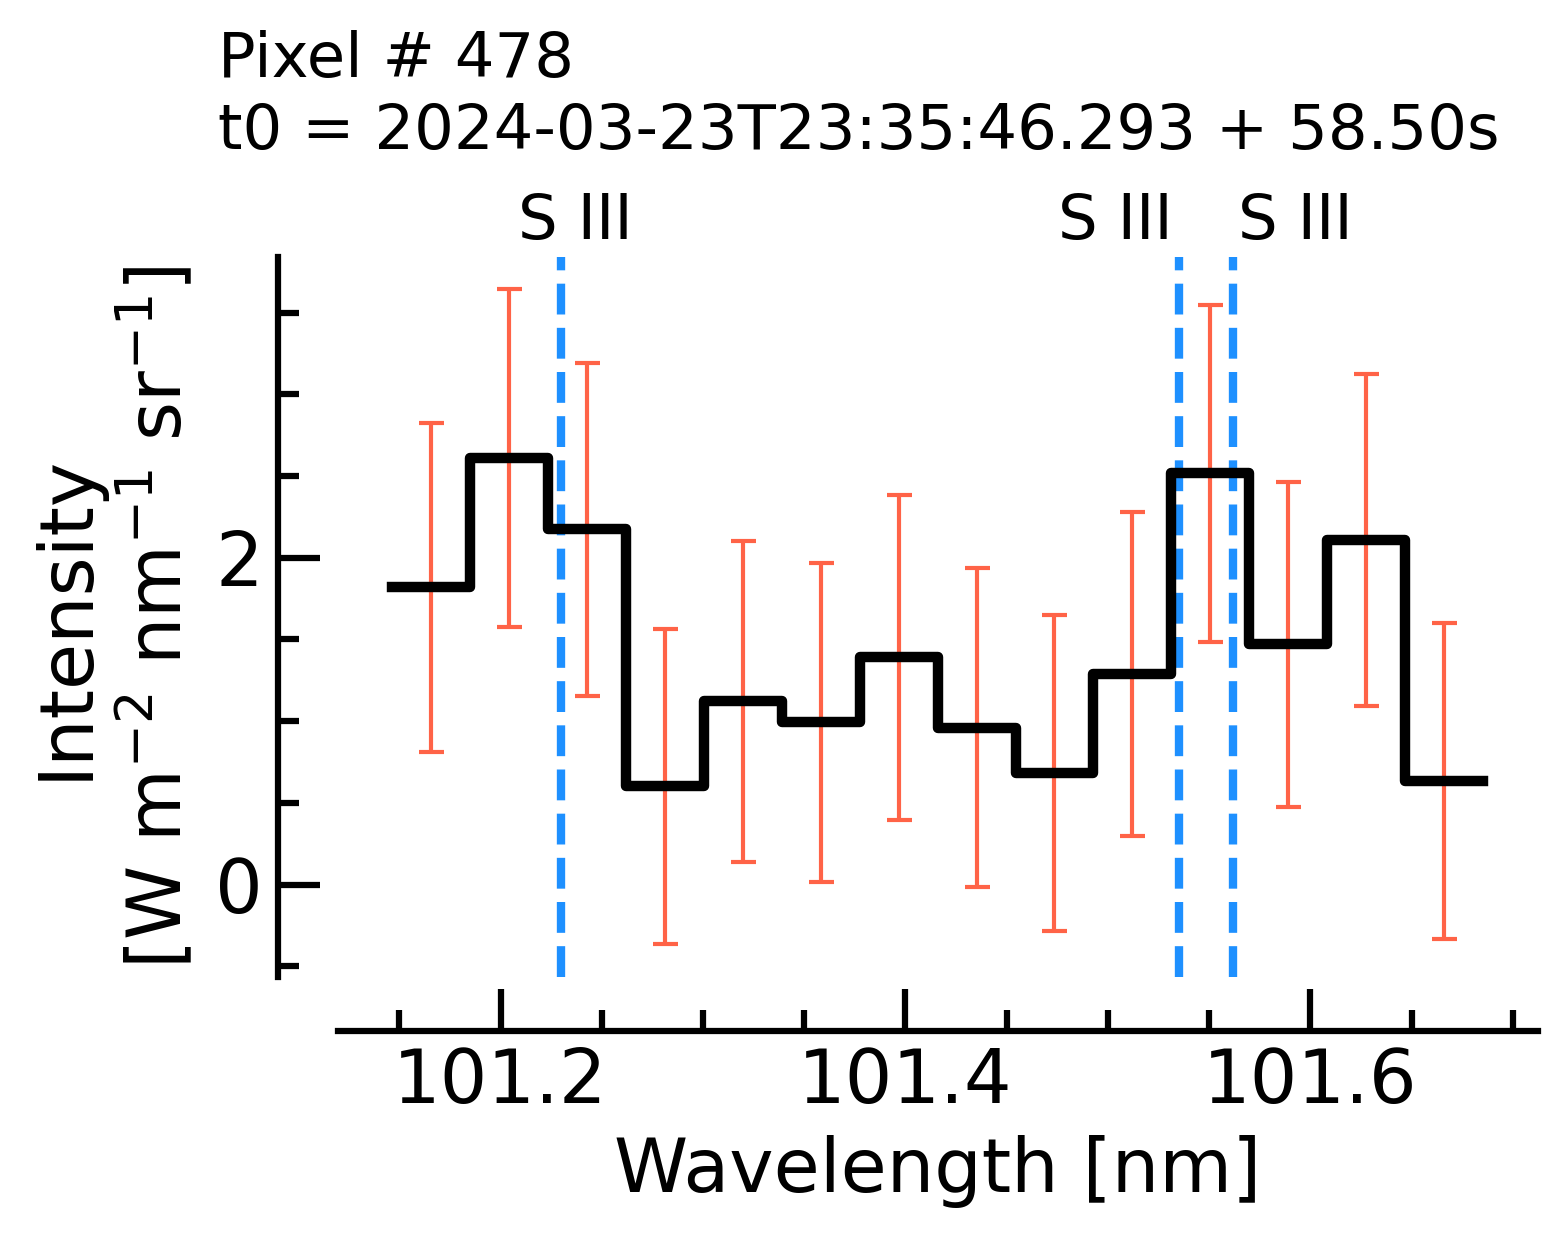 Pixel # 478
t0 = 2024-03-23T23:35:46.293 + 58.50s
S III S III S III
Intensity
[W m⁻² nm⁻¹ sr⁻¹]
2
0
101.2 101.4 101.6
Wavelength [nm]